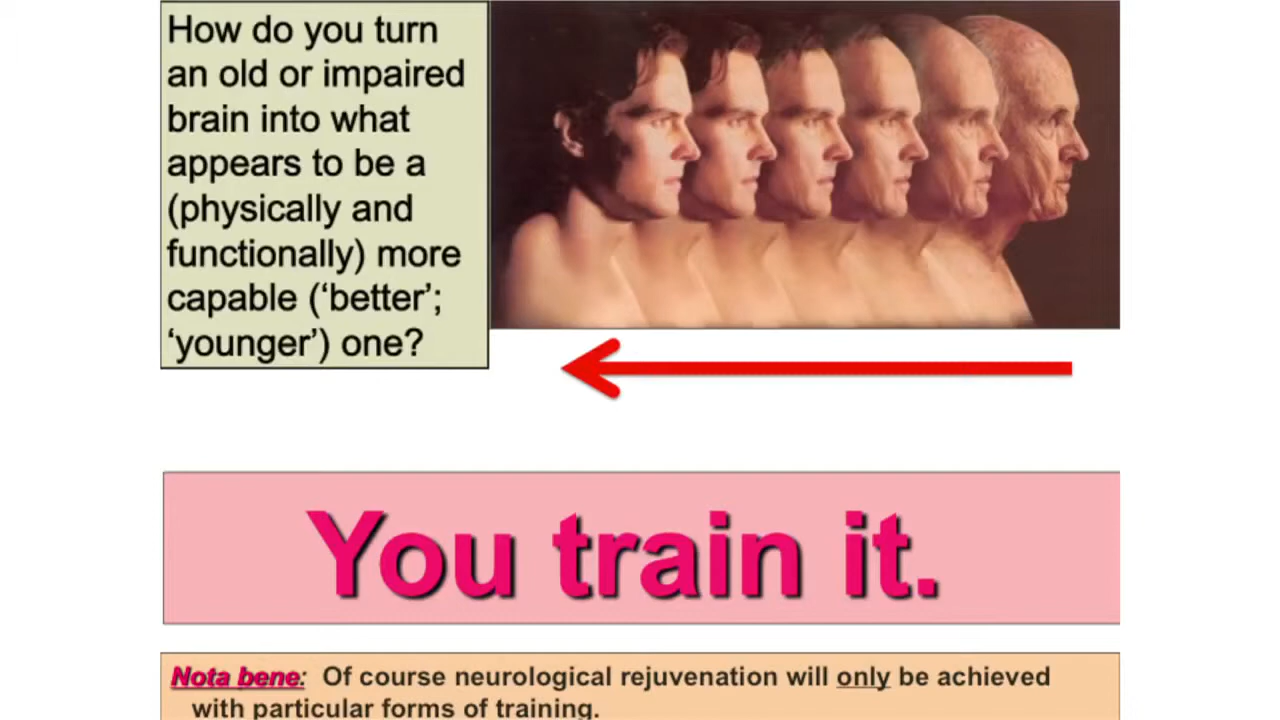 How do you turn
an old or impaired
brain into what
appears to be a
(physically and
functionally) more
capable (‘better’;
‘younger’) one?
You train it.
Nota bene: Of course neurological rejuvenation will only be achieved
with particular forms of training.